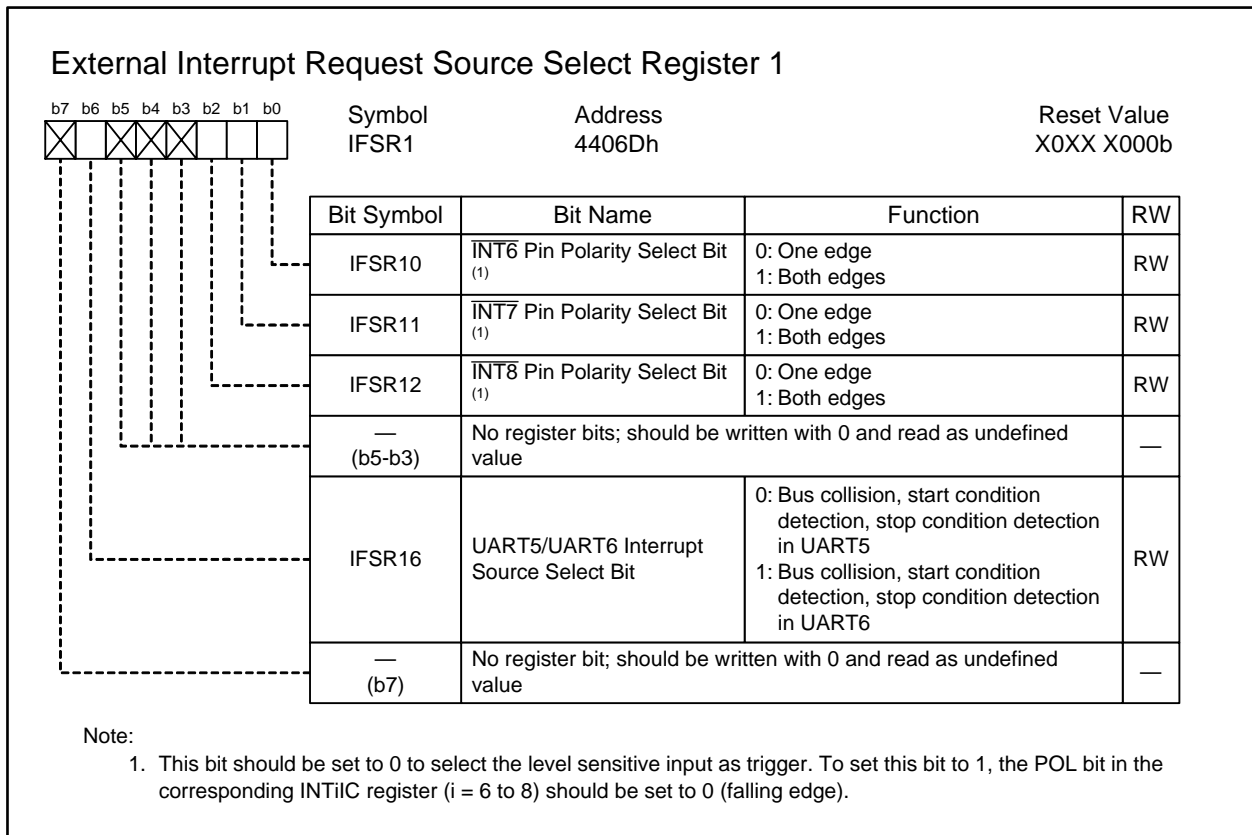 External Interrupt Request Source Select Register 1
b7 b6 b5 b4 b3 b2 b1 b0
Symbol Address Reset Value
IFSR1 4406Dh X0XX X000b
Bit Symbol Bit Name Function RW
IFSR10
INT6 Pin Polarity Select Bit
(1)
0: One edge
1: Both edges
RW
IFSR11
INT7 Pin Polarity Select Bit
(1)
0: One edge
1: Both edges
RW
IFSR12
INT8 Pin Polarity Select Bit
(1)
0: One edge
1: Both edges
RW
—
(b5-b3)
No register bits; should be written with 0 and read as undefined
value
—
IFSR16
UART5/UART6 Interrupt
Source Select Bit
0: Bus collision, start condition
detection, stop condition detection
in UART5
1: Bus collision, start condition
detection, stop condition detection
in UART6
RW
—
(b7)
No register bit; should be written with 0 and read as undefined
value
—
Note:
1. This bit should be set to 0 to select the level sensitive input as trigger. To set this bit to 1, the POL bit in the
corresponding INTiIC register (i = 6 to 8) should be set to 0 (falling edge).